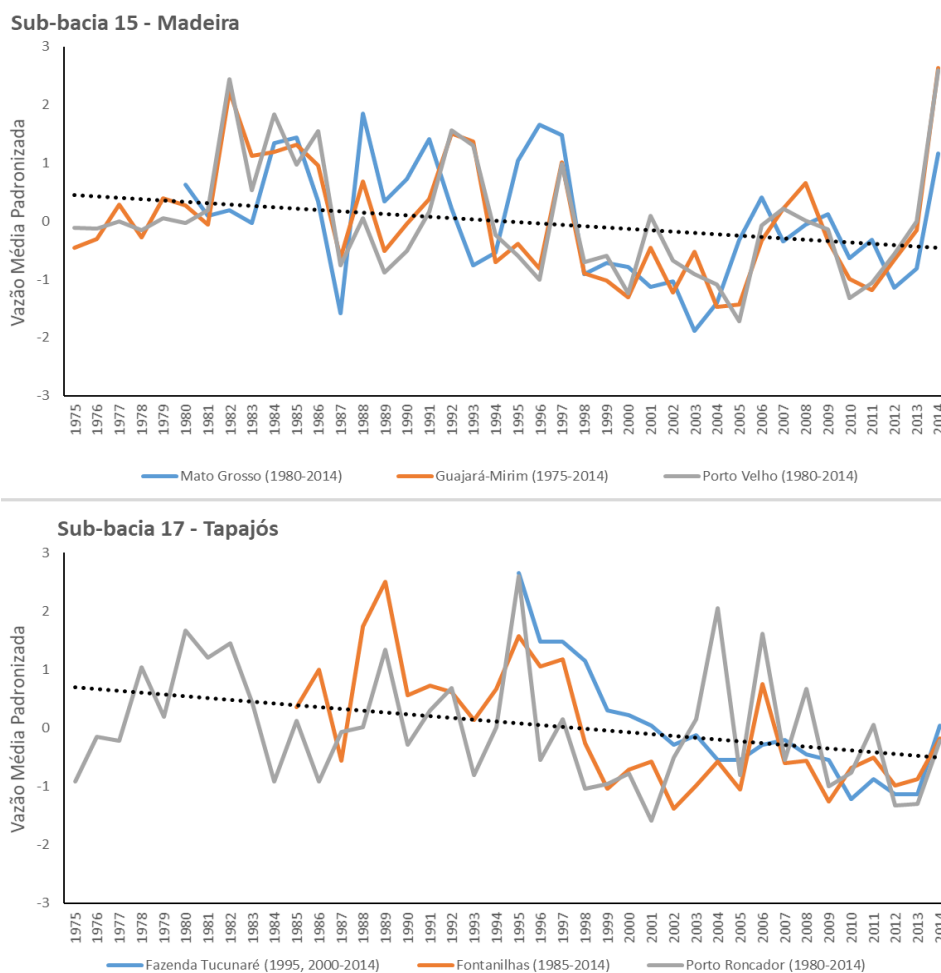 Sub-bacia 15 - Madeira
Vazão Média Padronizada
3
2
1
0
-1
-2
-3
1975 1976 1977 1978 1979 1980 1981 1982 1983 1984 1985 1986 1987 1988 1989 1990 1991 1992 1993 1994 1995 1996 1997 1998 1999 2000 2001 2002 2003 2004 2005 2006 2007 2008 2009 2010 2011 2012 2013 2014
Mato Grosso (1980-2014) Guajará-Mirim (1975-2014) Porto Velho (1980-2014)
Sub-bacia 17 - Tapajós
Vazão Média Padronizada
3
2
1
0
-1
-2
-3
1975 1976 1977 1978 1979 1980 1981 1982 1983 1984 1985 1986 1987 1988 1989 1990 1991 1992 1993 1994 1995 1996 1997 1998 1999 2000 2001 2002 2003 2004 2005 2006 2007 2008 2009 2010 2011 2012 2013 2014
Fazenda Tucunaré (1995, 2000-2014) Fontanilhas (1985-2014) Porto Roncador (1980-2014)